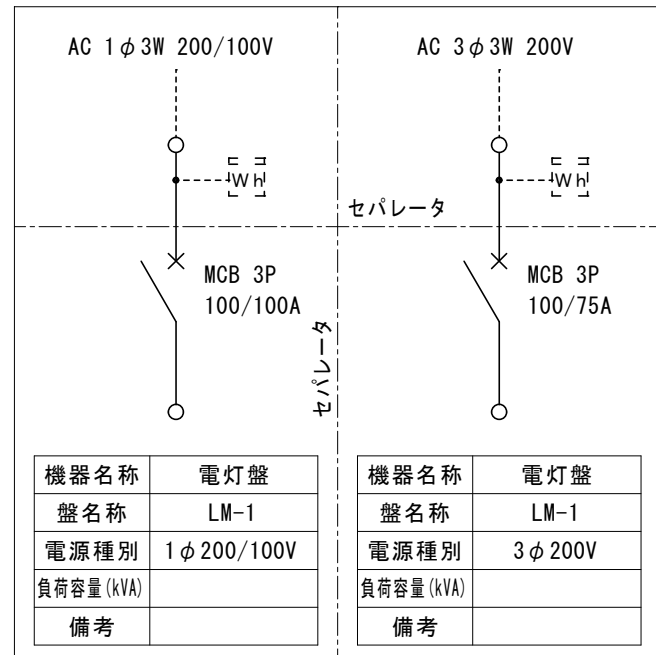 AC 1φ3W 200/100V
Wh
MCB 3P
100/100A
セパレータ
機器名称 電灯盤
盤名称 LM-1
電源種別 1φ200/100V
負荷容量(kVA)
備考
AC 3φ3W 200V
Wh
セパレータ
MCB 3P
100/75A
機器名称 電灯盤
盤名称 LM-1
電源種別 3φ200V
負荷容量(kVA)
備考